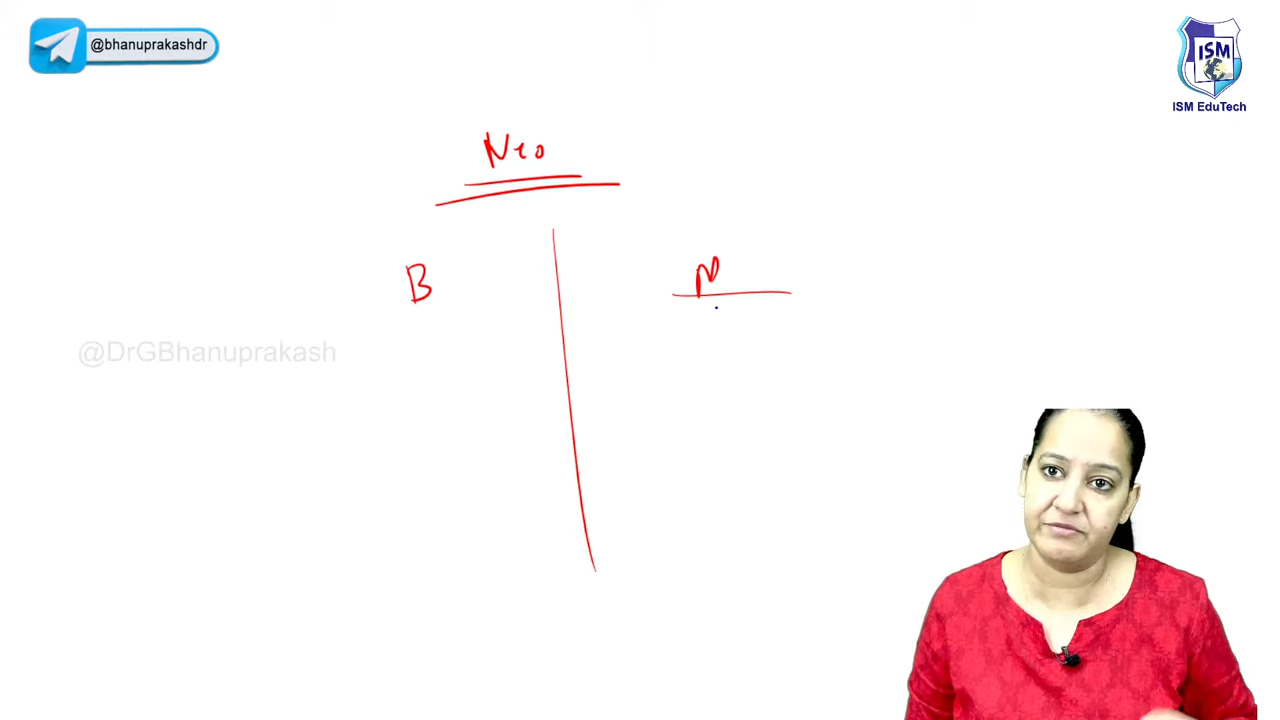 @bhanuprakashdr
ISM
ISM EduTech
Neo
B
M
@DrGBhanuprakash